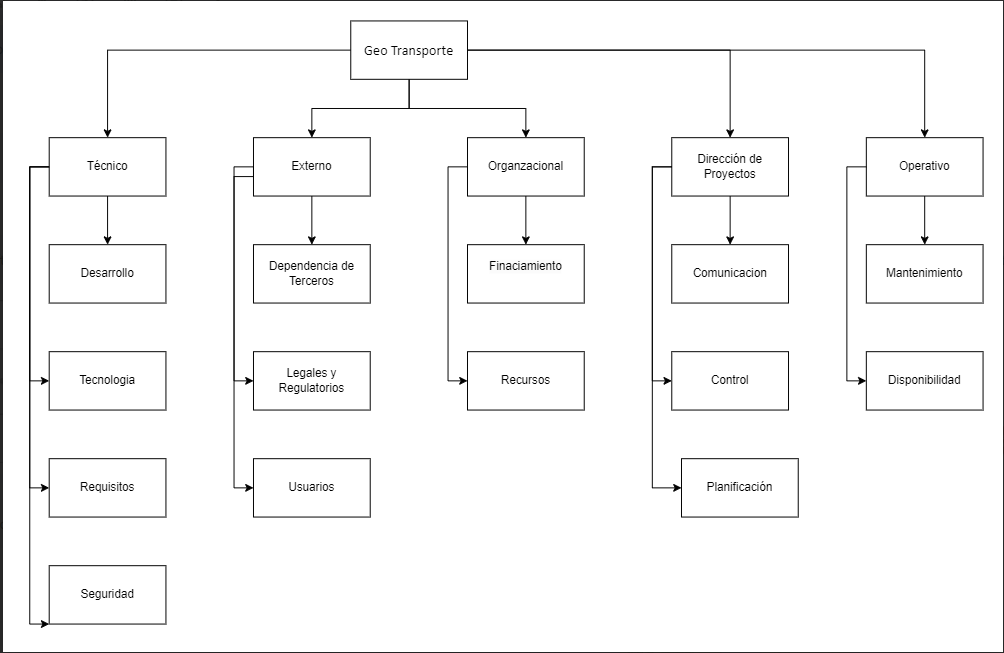 Geo Transporte
Técnico
Externo
Organzacional
Dirección de
Proyectos
Operativo
Desarrollo
Dependencia de
Terceros
Finaciamiento
Comunicacion
Mantenimiento
Tecnologia
Legales y
Regulatorios
Recursos
Control
Disponibilidad
Requisitos
Usuarios
Planificación
Seguridad